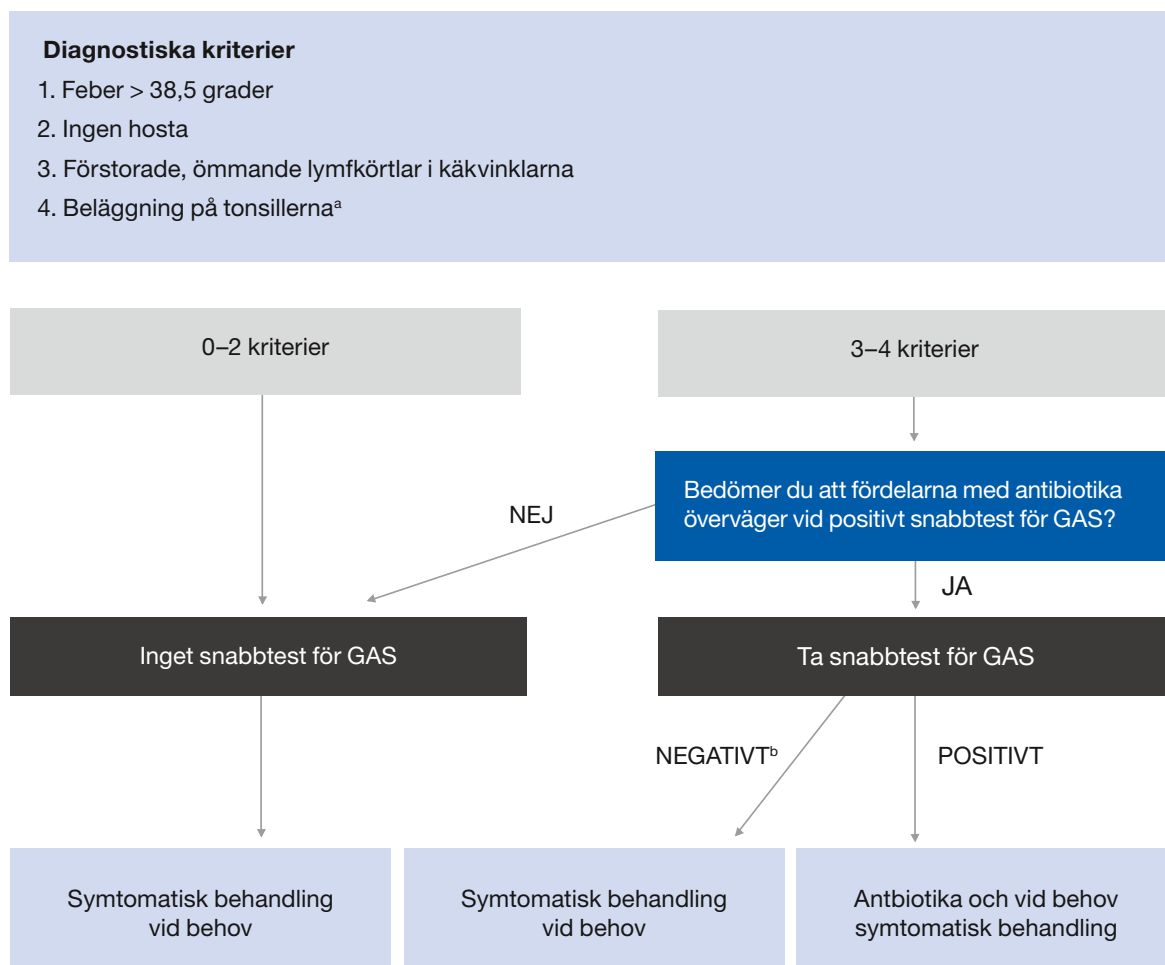 Diagnostiska kriterier
1. Feber > 38,5 grader
2. Ingen hosta
3. Förstorade, ömmande lymfkörtlar i käkvinklarna
4. Beläggning på tonsillernaᵃ
0–2 kriterier
3–4 kriterier
Bedömer du att fördelarna med antibiotika
överväger vid positivt snabbtest för GAS?
NEJ
JA
Inget snabbtest för GAS
Ta snabbtest för GAS
NEGATIVTᵇ
POSITIVT
Symtomatisk behandling
vid behov
Symtomatisk behandling
vid behov
Antbiotika och vid behov
symtomatisk behandling